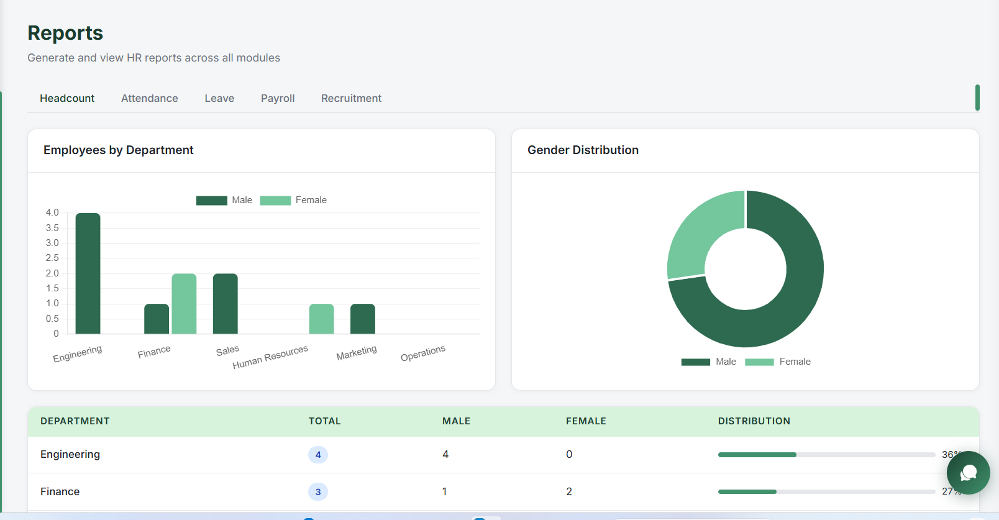 Reports
Generate and view HR reports across all modules
Headcount Attendance Leave Payroll Recruitment
Employees by Department
Male Female
4.0
3.5
3.0
2.5
2.0
1.5
1.0
0.5
0
Engineering Finance Sales Human Resources Marketing Operations
Gender Distribution
Male Female
DEPARTMENT TOTAL MALE FEMALE DISTRIBUTION
Engineering 4 4 0 36%
Finance 3 1 2 27%